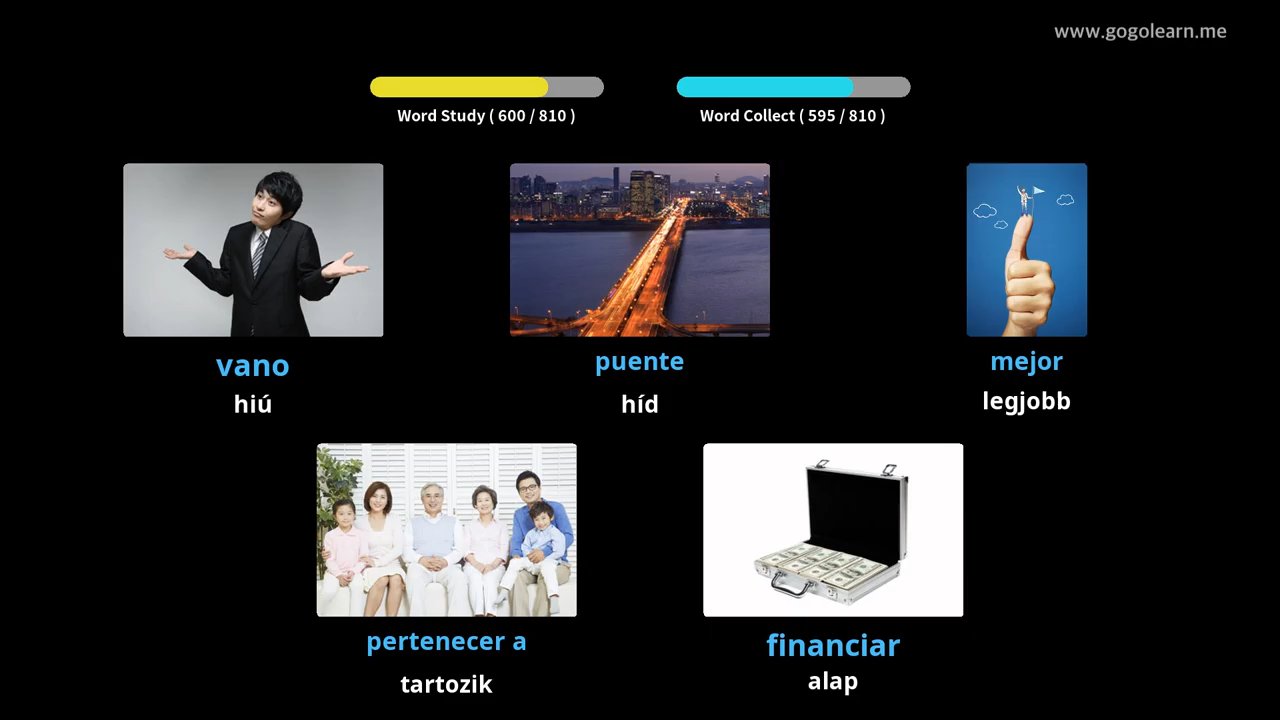 www.gogolearn.me
Word Study ( 600 / 810 )
Word Collect ( 595 / 810 )
vano
hiú
puente
híd
mejor
legjobb
pertenecer a
tartozik
financiar
alap